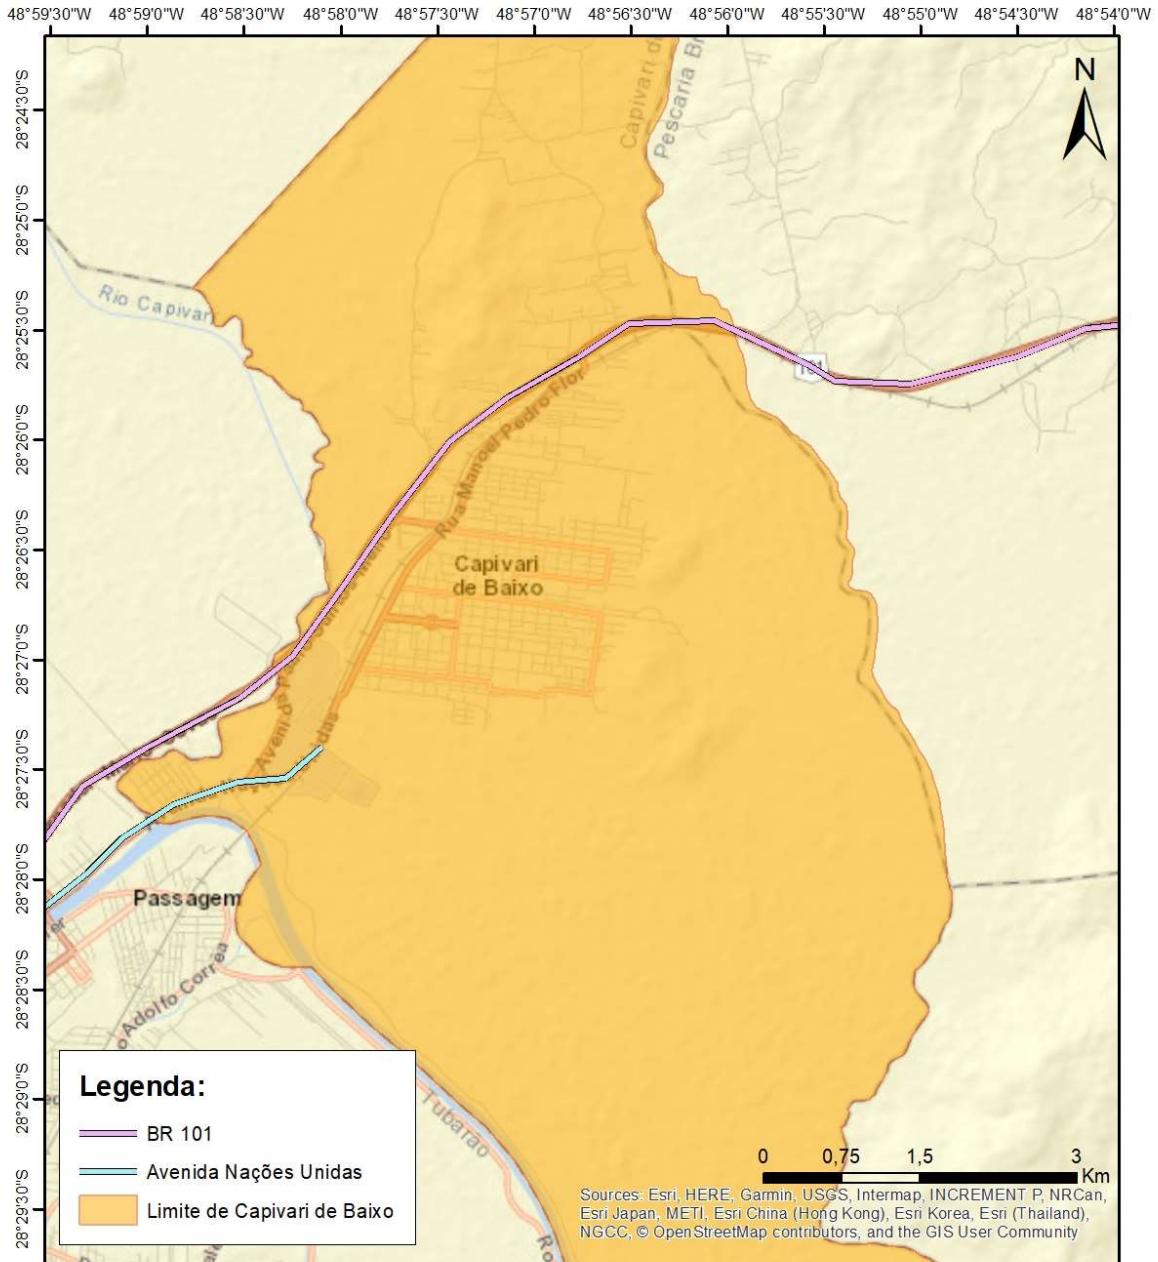 48°59'30"W 48°59'0"W 48°58'30"W 48°58'0"W 48°57'30"W 48°57'0"W 48°56'30"W 48°56'0"W 48°55'30"W 48°55'0"W 48°54'30"W 48°54'0"W
28°24'30"S
28°25'0"S
28°25'30"S
28°26'0"S
28°26'30"S
28°27'0"S
28°27'30"S
28°28'0"S
28°28'30"S
28°29'0"S
28°29'30"S
N
Capivari d
Pescaria Br
Rio Capivari
101
Rua Manoel Pedro Flor
Capivari
de Baixo
Passagem
o Adolfo Corrêa
Tubarão
Ro
Legenda:
BR 101
Avenida Nações Unidas
Limite de Capivari de Baixo
0 0,75 1,5 3
Km
Sources: Esri, HERE, Garmin, USGS, Intermap, INCREMENT P, NRCan,
Esri Japan, METI, Esri China (Hong Kong), Esri Korea, Esri (Thailand),
NGCC, © OpenStreetMap contributors, and the GIS User Community